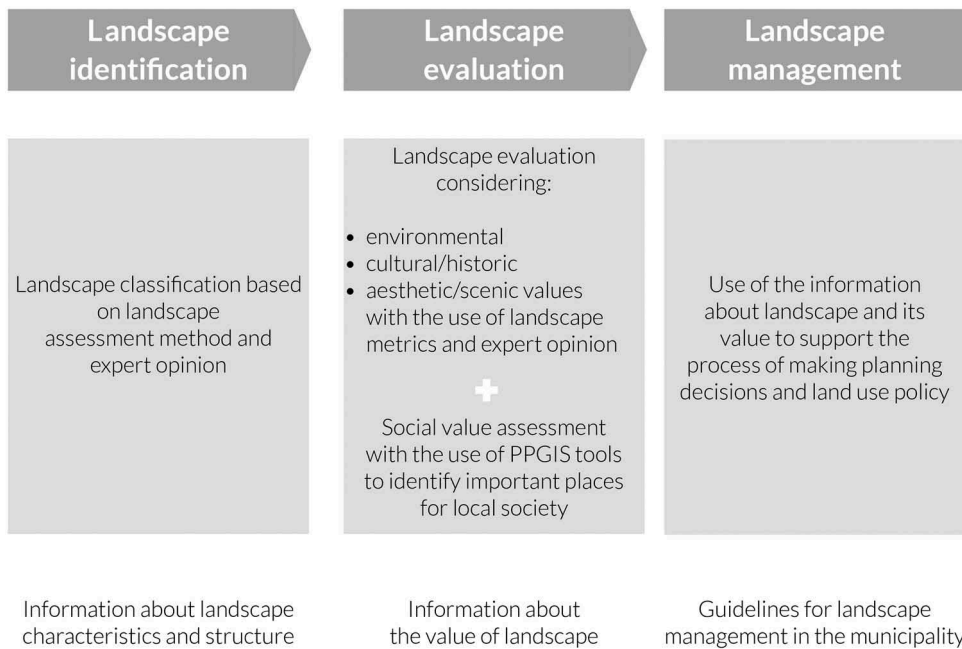 Landscape
identification
Landscape
evaluation
Landscape
management
Landscape classification based
on landscape
assessment method and
expert opinion
Landscape evaluation
considering:
• environmental
• cultural/historic
• aesthetic/scenic values
with the use of landscape
metrics and expert opinion
+
Social value assessment
with the use of PPGIS tools
to identify important places
for local society
Use of the information
about landscape and its
value to support the
process of making planning
decisions and land use policy
Information about landscape
characteristics and structure
Information about
the value of landscape
Guidelines for landscape
management in the municipality